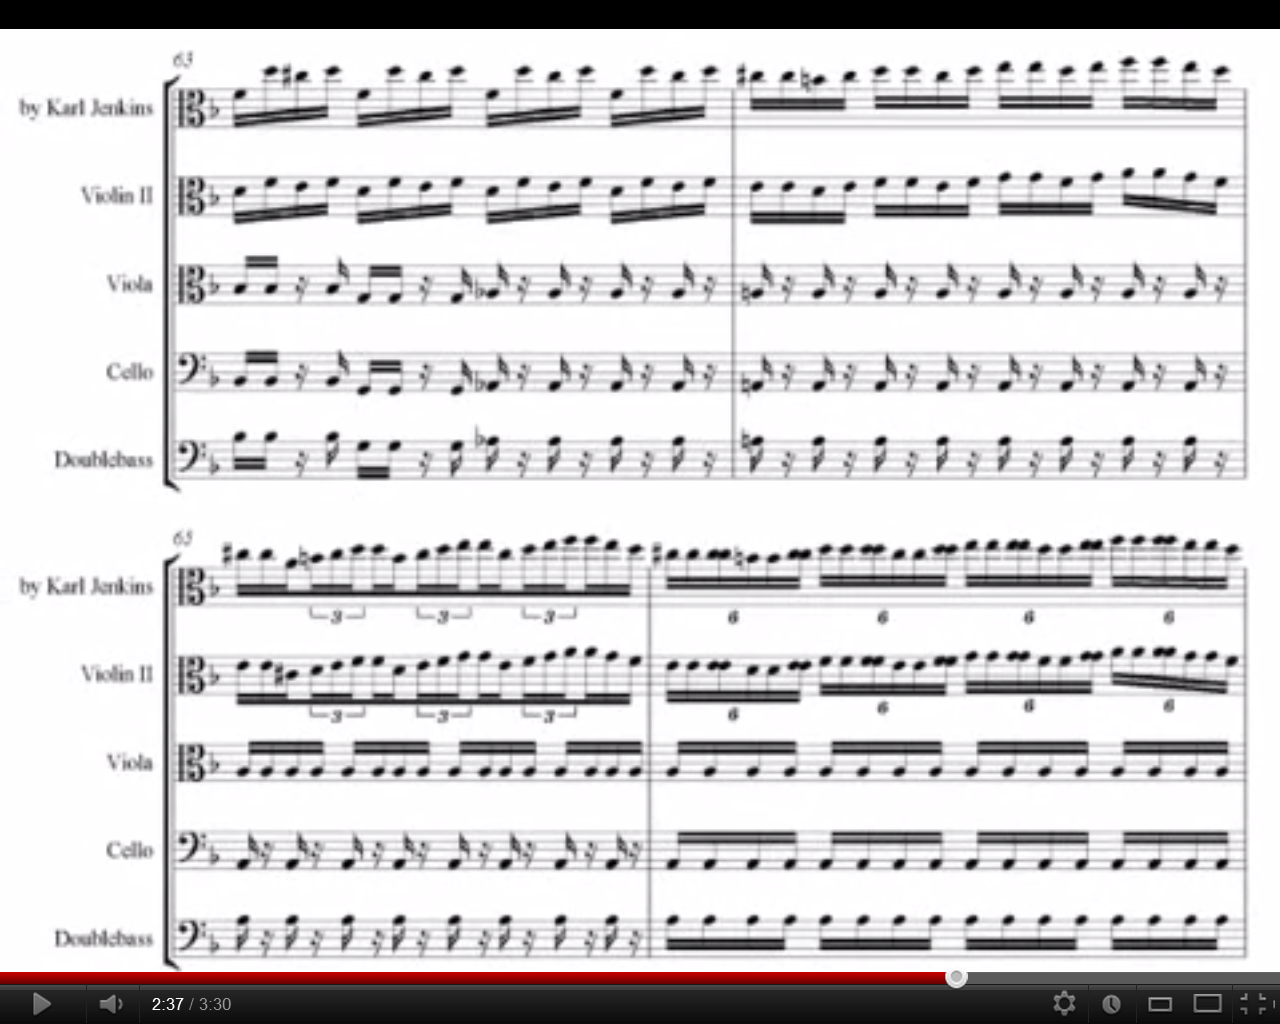 63
by Karl Jenkins
Violin II
Viola
Cello
Doublebass
65
by Karl Jenkins
3 3 3
Violin II
6 6 6 6
3 3 3
6 6 6 6
Viola
Cello
Doublebass
2:37 / 3:30